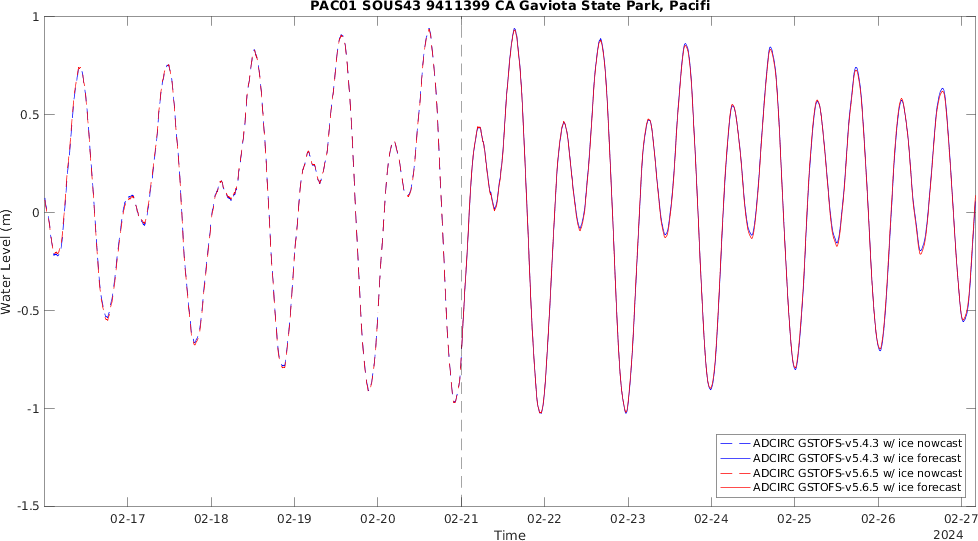 PAC01 SOUS43 9411399 CA Gaviota State Park, Pacifi
1
0.5
0
-0.5
-1
-1.5
Water Level (m)
ADCIRC GSTOFS-v5.4.3 w/ ice nowcast
ADCIRC GSTOFS-v5.4.3 w/ ice forecast
ADCIRC GSTOFS-v5.6.5 w/ ice nowcast
ADCIRC GSTOFS-v5.6.5 w/ ice forecast
02-17 02-18 02-19 02-20 02-21 02-22 02-23 02-24 02-25 02-26 02-27
Time
2024